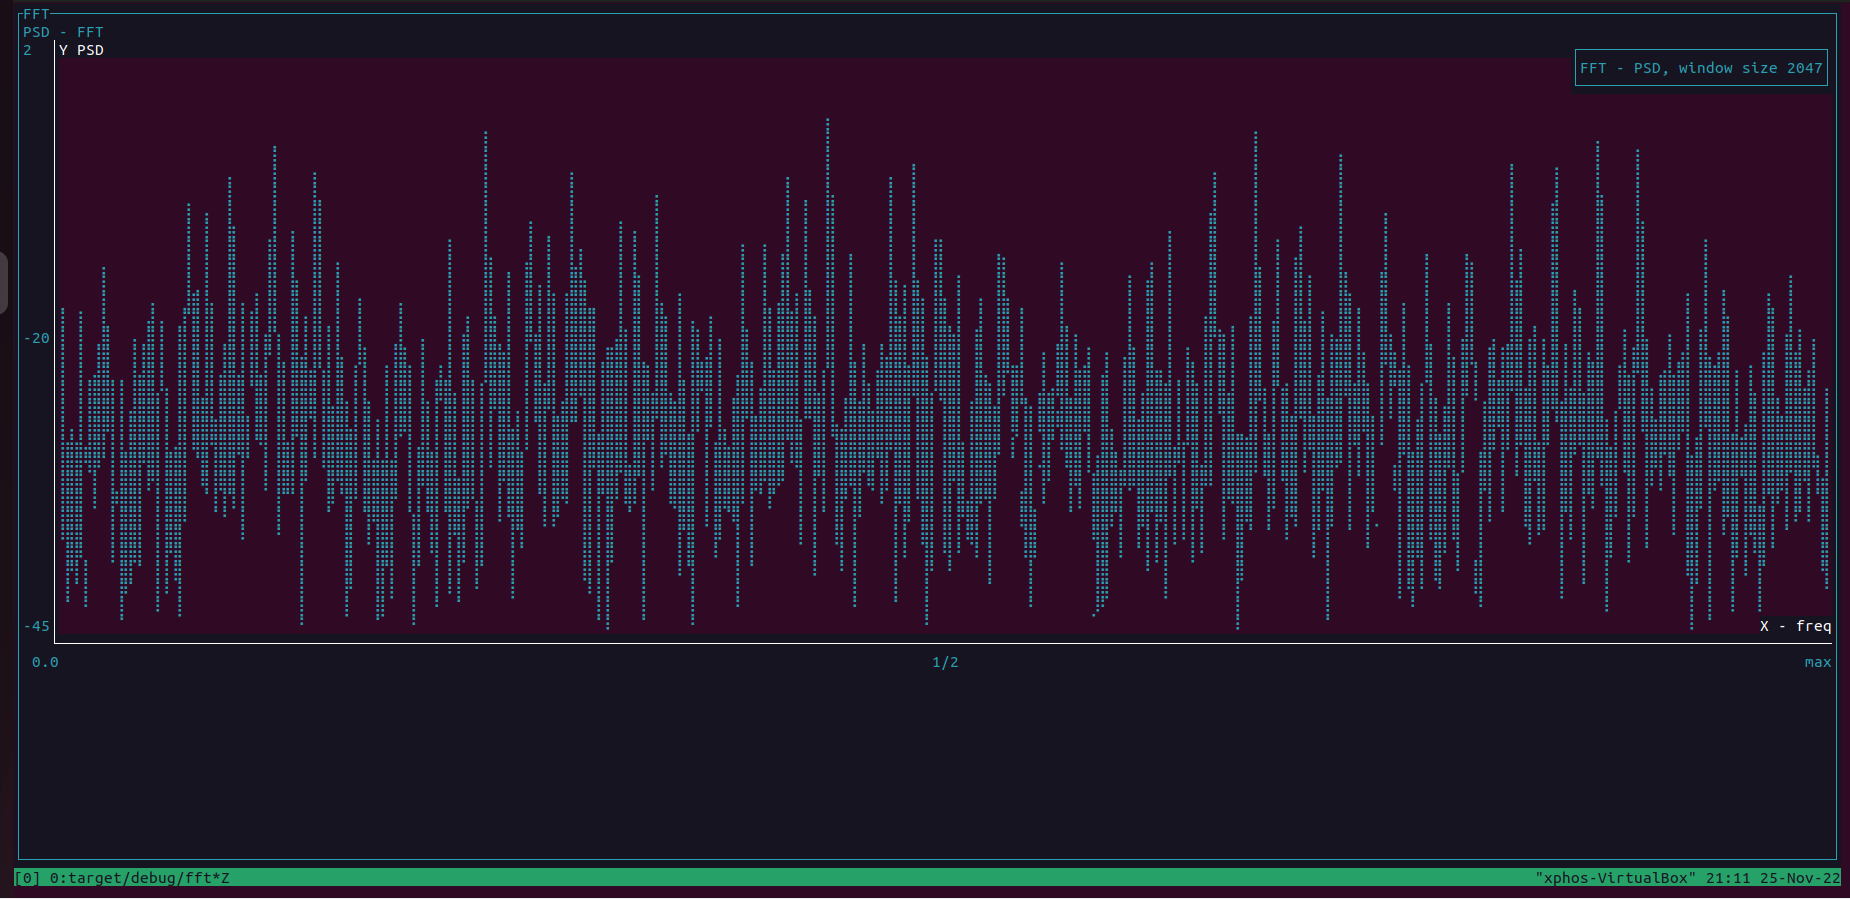 FFT
PSD - FFT
2 Y PSD
FFT - PSD, window size 2047
-20
-45
X - freq
0.0 1/2 max
[0] 0:target/debug/fft*Z "xphos-VirtualBox" 21:11 25-Nov-22